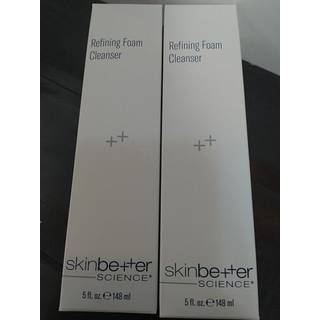 Refining Foam
Cleanser
++
skinbetter
SCIENCE®
5 fl. oz. ℮ 148 ml
Refining Foam
Cleanser
++
skinbetter
SCIENCE®
5 fl. oz. ℮ 148 ml